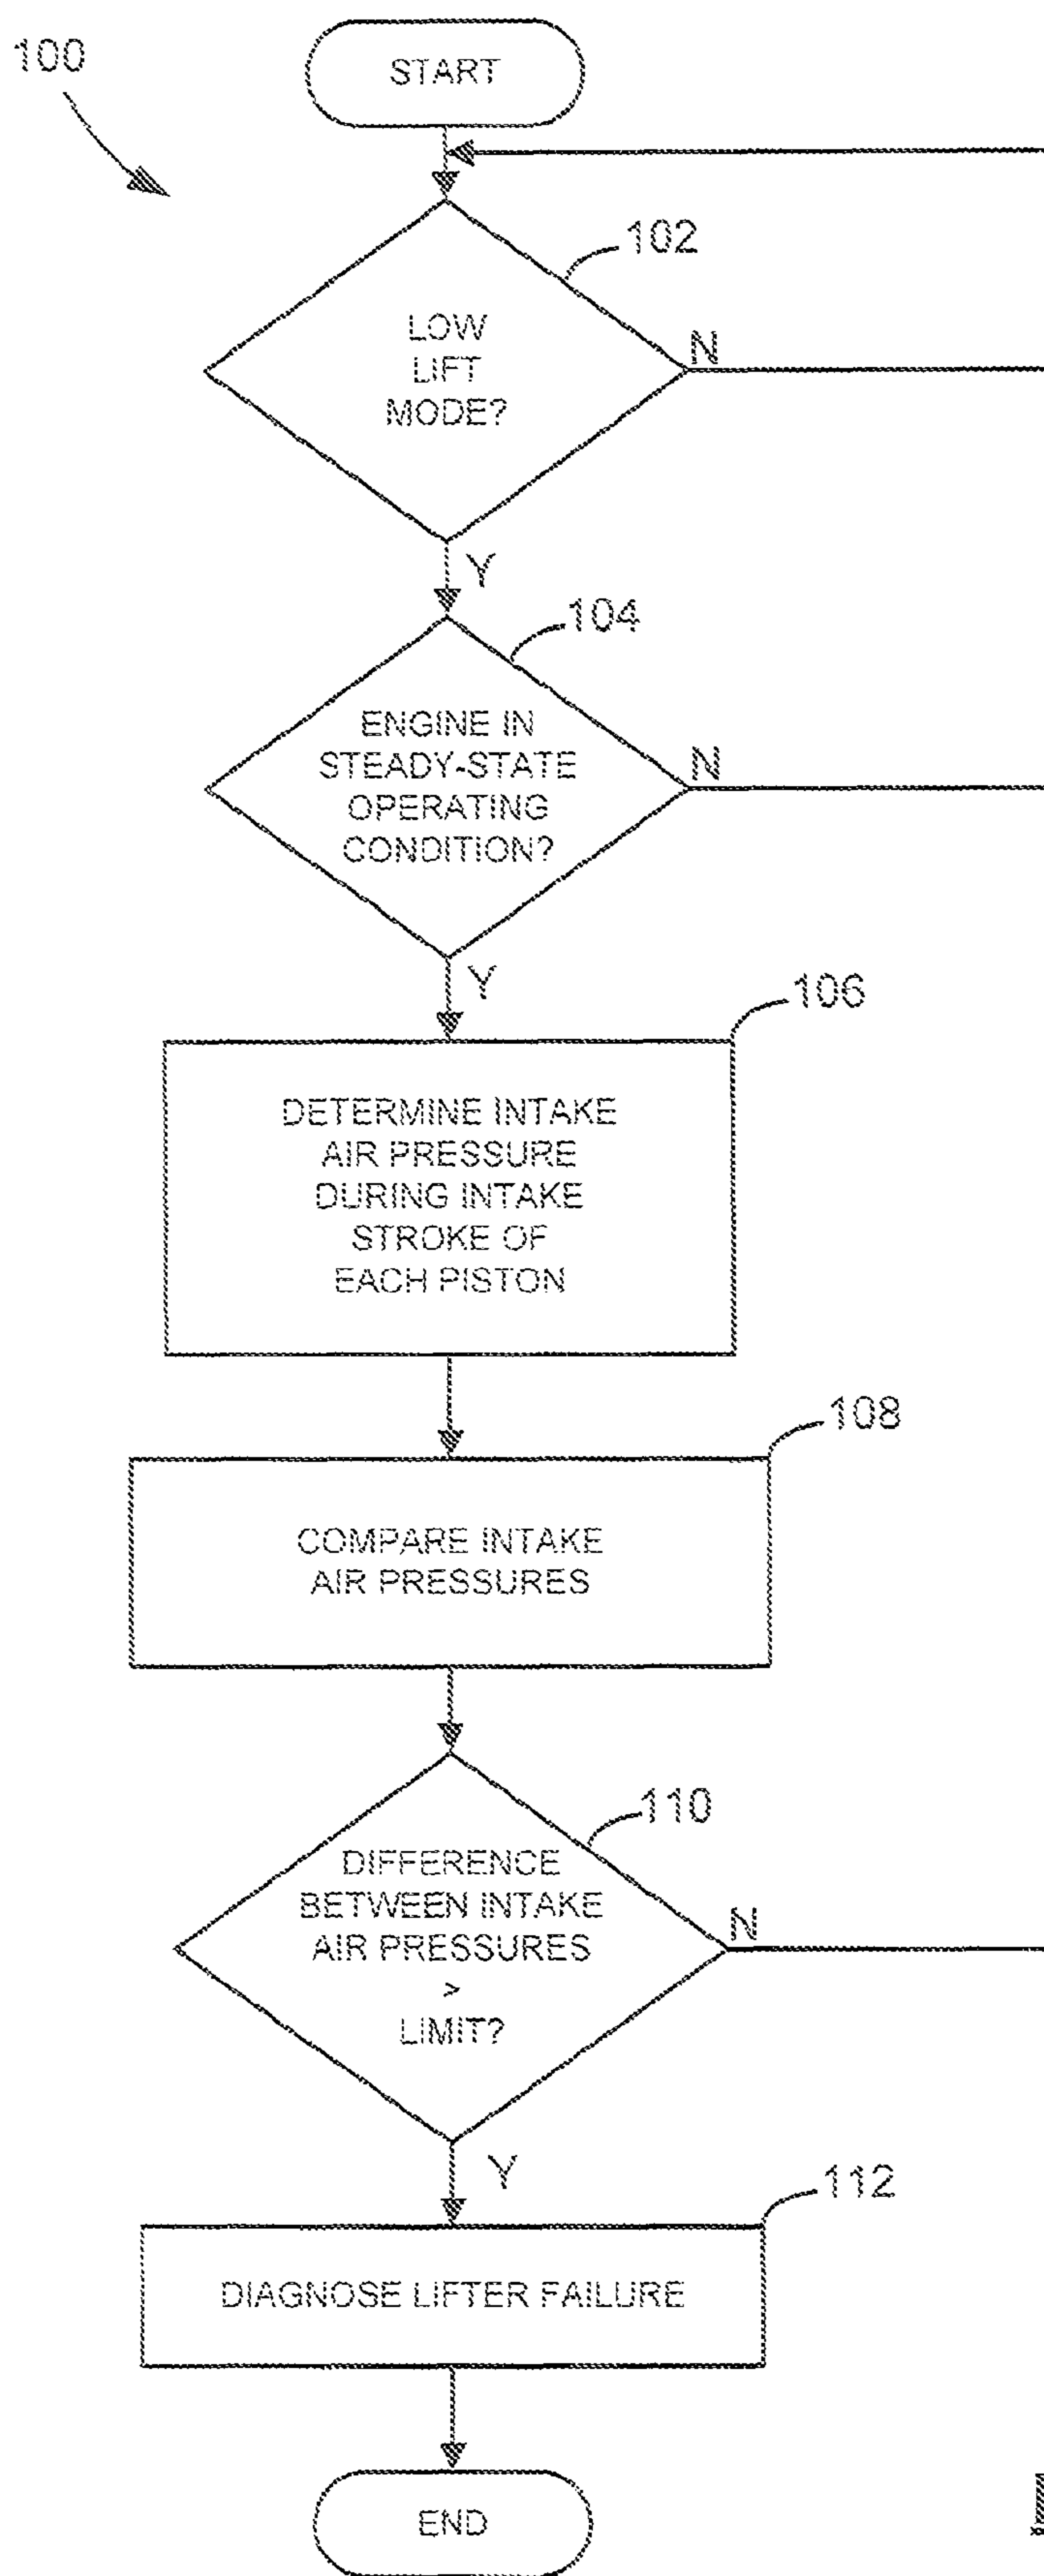 100
START
102
LOW
LIFT
MODE?
N
Y
104
ENGINE IN
STEADY-STATE
OPERATING
CONDITION?
N
Y
106
DETERMINE INTAKE
AIR PRESSURE
DURING INTAKE
STROKE OF
EACH PISTON
108
COMPARE INTAKE
AIR PRESSURES
110
DIFFERENCE
BETWEEN INTAKE
AIR PRESSURES
>
LIMIT?
N
Y
112
DIAGNOSE LIFTER FAILURE
END